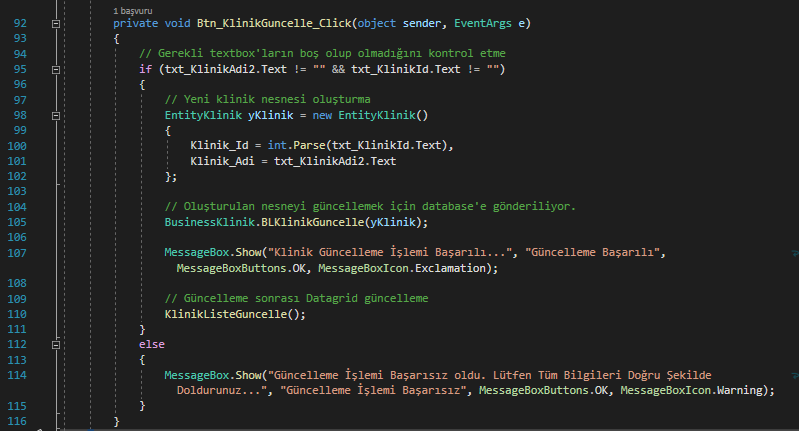 1 başvuru
92 private void Btn_KlinikGuncelle_Click(object sender, EventArgs e)
93 {
94 // Gerekli textbox'ların boş olup olmadığını kontrol etme
95 if (txt_KlinikAdi2.Text != "" && txt_KlinikId.Text != "")
96 {
97 // Yeni klinik nesnesi oluşturma
98 EntityKlinik yKlinik = new EntityKlinik()
99 {
100 Klinik_Id = int.Parse(txt_KlinikId.Text),
101 Klinik_Adi = txt_KlinikAdi2.Text
102 };
103
104 // Oluşturulan nesneyi güncellemek için database'e gönderiliyor.
105 BusinessKlinik.BLKlinikGuncelle(yKlinik);
106
107 MessageBox.Show("Klinik Güncelleme İşlemi Başarılı...", "Güncelleme Başarılı",
MessageBoxButtons.OK, MessageBoxIcon.Exclamation);
108
109 // Güncelleme sonrası Datagrid güncelleme
110 KlinikListeGuncelle();
111 }
112 else
113 {
114 MessageBox.Show("Güncelleme İşlemi Başarısız oldu. Lütfen Tüm Bilgileri Doğru Şekilde
Doldurunuz...", "Güncelleme İşlemi Başarısız", MessageBoxButtons.OK, MessageBoxIcon.Warning);
115 }
116 }